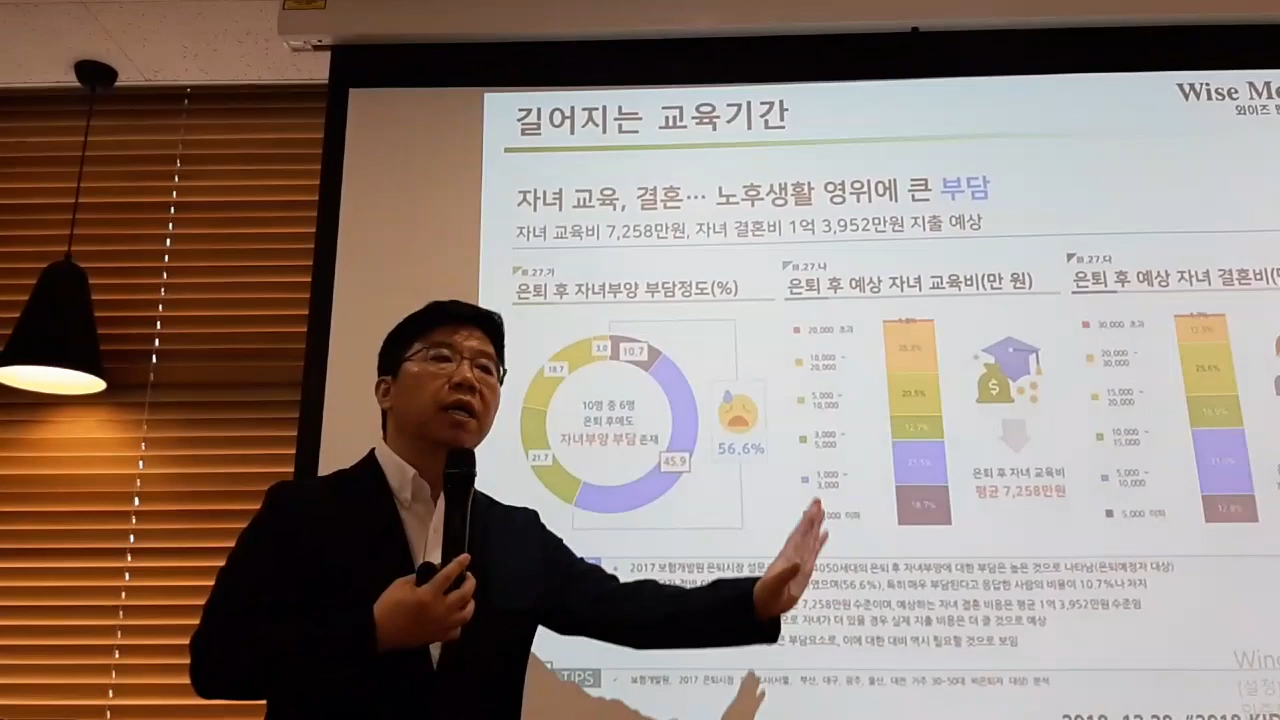 길어지는 교육기간
Wise
와이즈
자녀 교육, 결혼… 노후생활 영위에 큰 부담
자녀 교육비 7,258만원, 자녀 결혼비 1억 3,952만원 지출 예상
Ⅲ.27.가
은퇴 후 자녀부양 부담정도(%)
3.0
10.7
18.7
21.7
45.9
10명 중 6명
은퇴 후에도
자녀부양 부담 존재
56.6%
Ⅲ.27.나
은퇴 후 예상 자녀 교육비(만 원)
20,000 초과
10,000 ~
20,000
5,000 ~
10,000
3,000 ~
5,000
1,000 ~
3,000
이하
20.5%
12.7%
21.1%
18.7%
$
은퇴 후 자녀 교육비
평균 7,258만원
Ⅲ.27.다
은퇴 후 예상 자녀 결혼비
30,000 초과
20,000 ~
30,000
15,000 ~
20,000
10,000 ~
15,000
5,000 ~
10,000
5,000 이하
12.3%
25.6%
21.0%
12.8%
2017 보험개발원 은퇴시장 4050세대의 은퇴 후 자녀부양에 대한 부담은 높은 것으로 나타남(은퇴예정자 대상)
(56.6%), 특히 매우 부담된다고 응답한 사람의 비율이 10.7%나 차지
7,258만원 수준이며, 예상하는 자녀 결혼 비용은 평균 1억 3,952만원 수준임
자녀가 더 있을 경우 실제 지출 비용은 더 클 것으로 예상
부담요소로, 이에 대한 대비 역시 필요할 것으로 보임
TIPS
보험개발원, 2017 은퇴시장 (서울, 부산, 대구, 광주, 울산, 대전 거주 30~50대 비은퇴자 대상) 분석